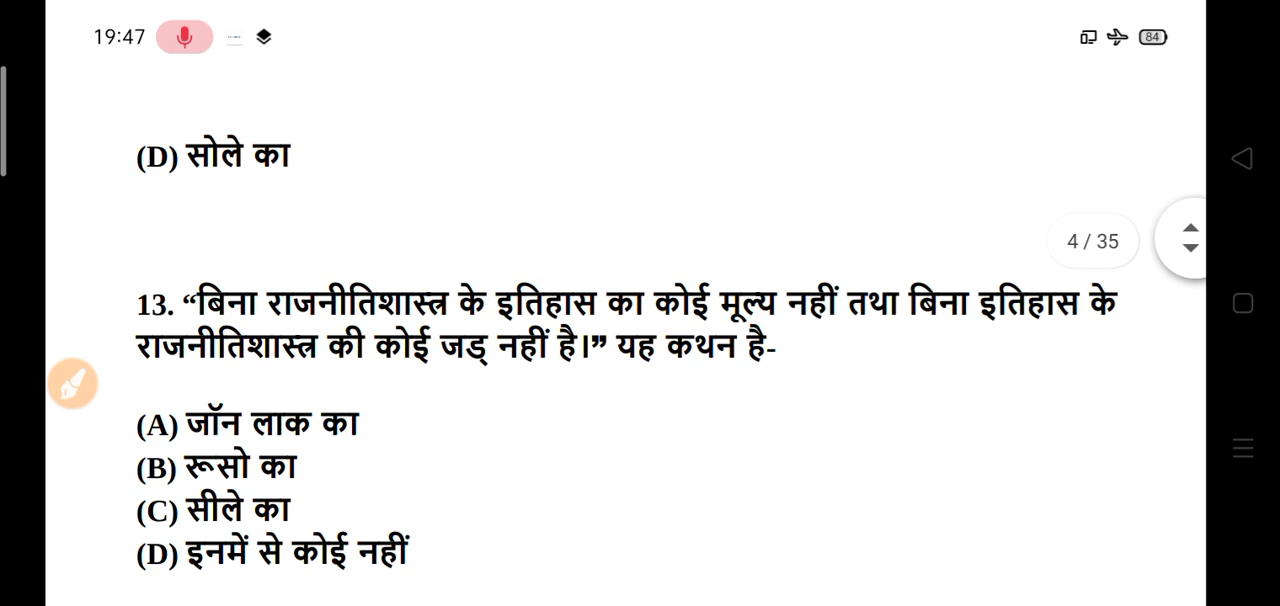 19:47
84
(D) सोले का
4 / 35
13. “बिना राजनीतिशास्त्र के इतिहास का कोई मूल्य नहीं तथा बिना इतिहास के
राजनीतिशास्त्र की कोई जड् नहीं है।” यह कथन है-
(A) जॉन लाक का
(B) रूसो का
(C) सीले का
(D) इनमें से कोई नहीं